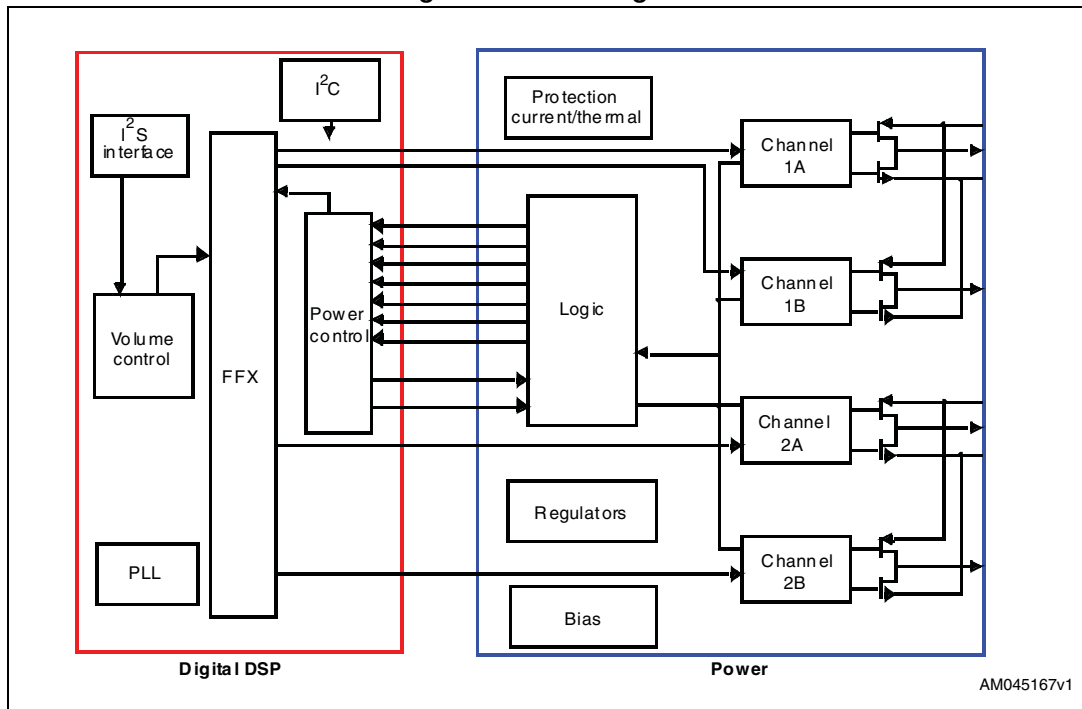 I2C
I2S
interface
Volume
control
FFX
Power
control
PLL
Digital DSP
Protection
current/thermal
Logic
Regulators
Bias
Channel
1A
Channel
1B
Channel
2A
Channel
2B
Power
AM045167v1